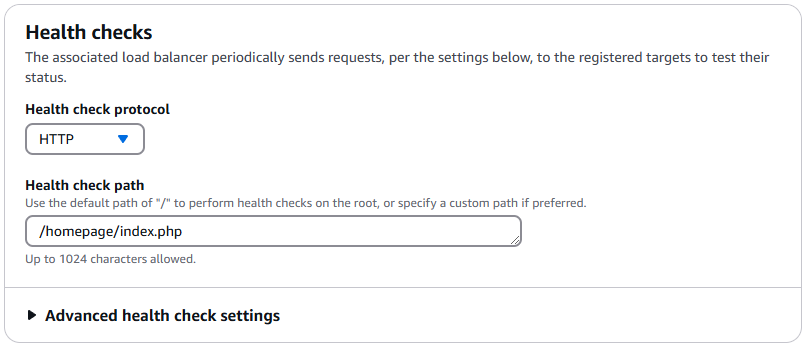 Health checks
The associated load balancer periodically sends requests, per the settings below, to the registered targets to test their
status.
Health check protocol
HTTP
Health check path
Use the default path of "/" to perform health checks on the root, or specify a custom path if preferred.
/homepage/index.php
Up to 1024 characters allowed.
Advanced health check settings